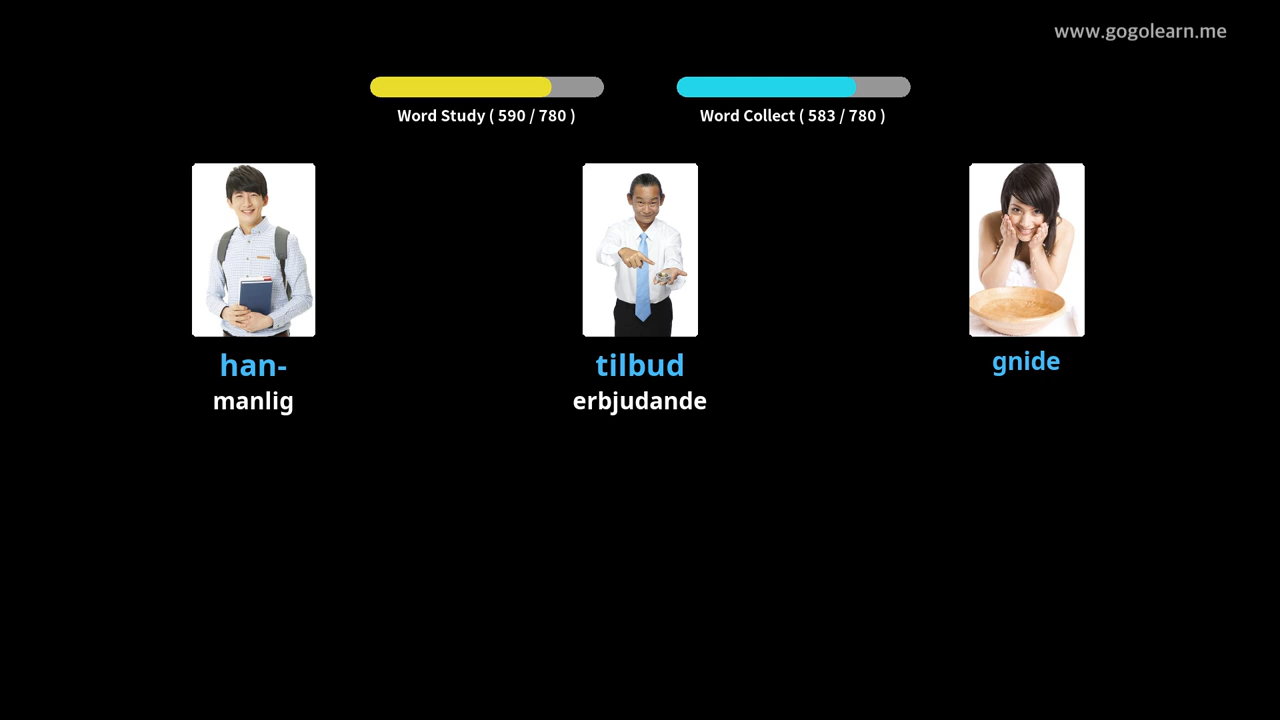 www.gogolearn.me
Word Study ( 590 / 780 )
Word Collect ( 583 / 780 )
han-
manlig
tilbud
erbjudande
gnide